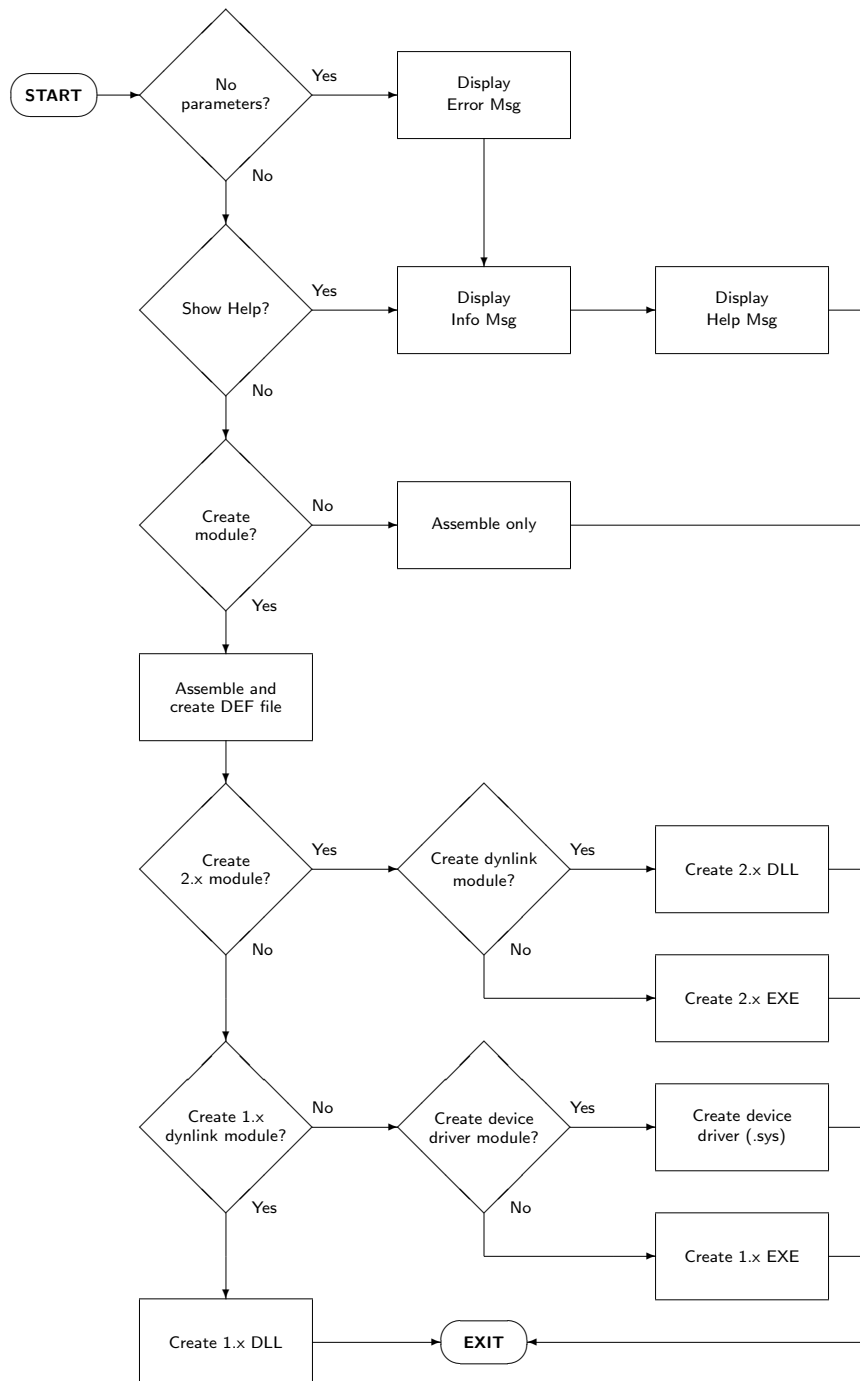 START
No
parameters?
Yes
Display
Error Msg
No
Show Help?
Yes
Display
Info Msg
Display
Help Msg
No
Create
module?
No
Assemble only
Yes
Assemble and
create DEF file
Create
2.x module?
Yes
Create dynlink
module?
Yes
Create 2.x DLL
No
No
Create 2.x EXE
Create 1.x
dynlink module?
No
Create device
driver module?
Yes
Create device
driver (.sys)
Yes
No
Create 1.x EXE
Create 1.x DLL
EXIT